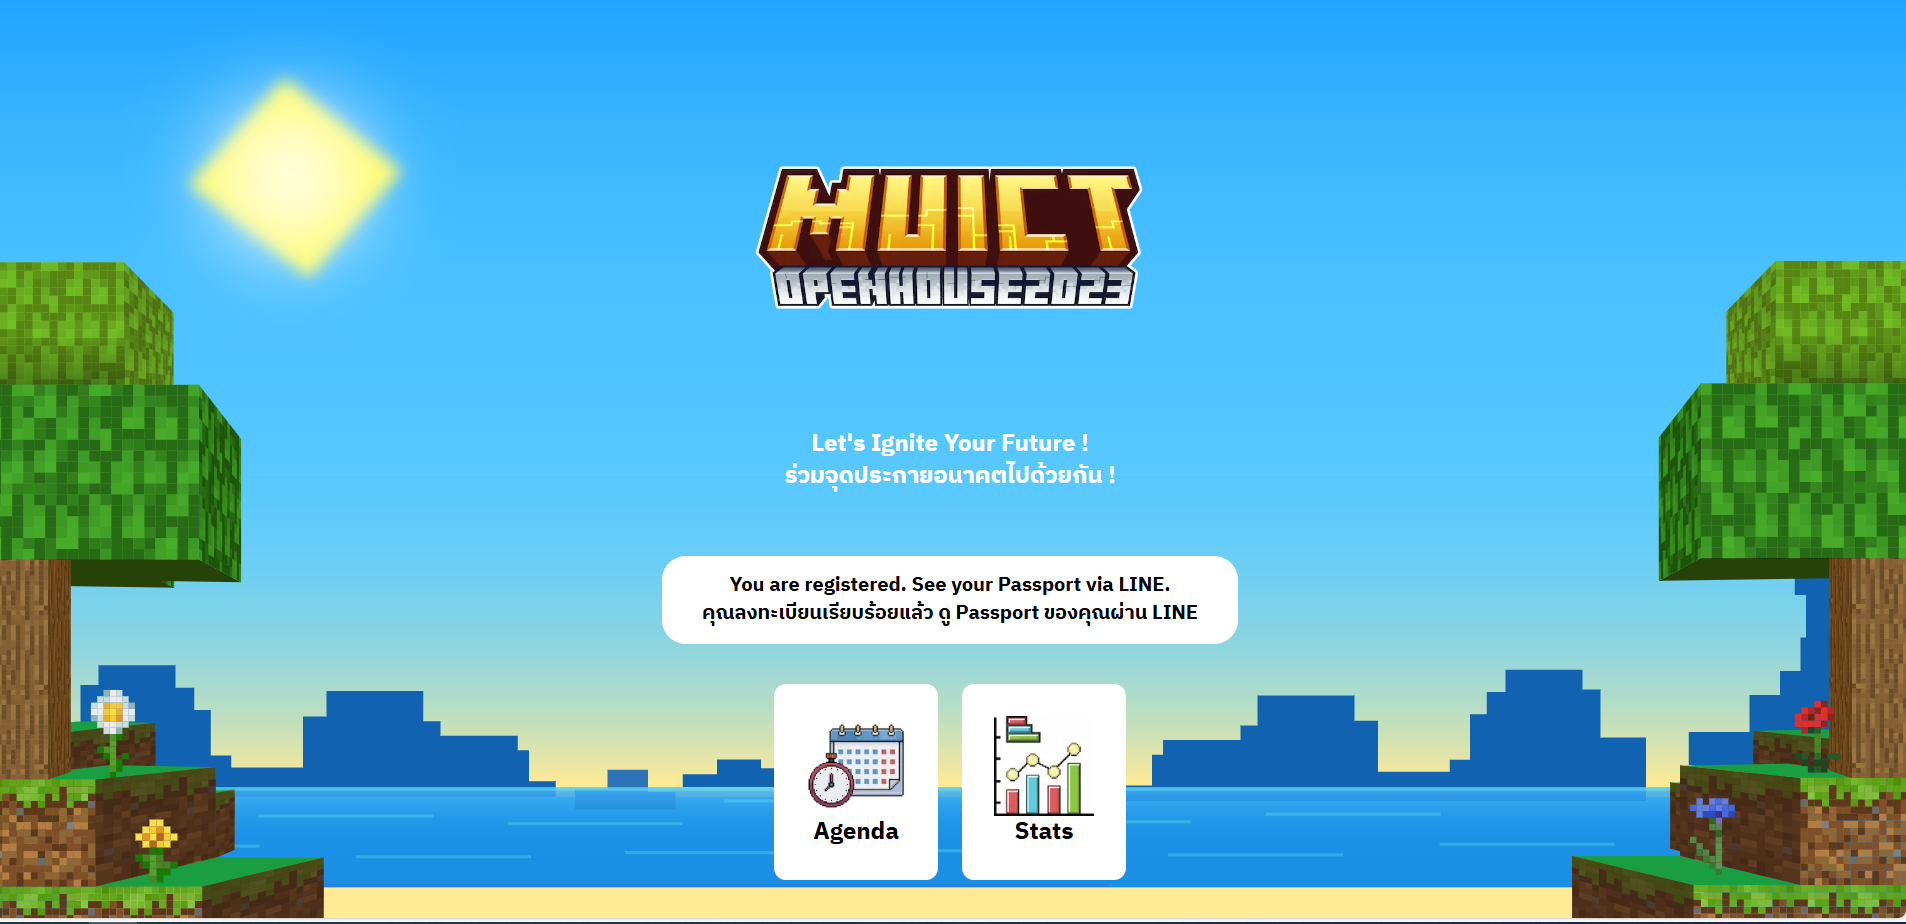 MUICT
OPENHOUSE2023
Let's Ignite Your Future !
ร่วมจุดประกายอนาคตไปด้วยกัน !
You are registered. See your Passport via LINE.
คุณลงทะเบียนเรียบร้อยแล้ว ดู Passport ของคุณผ่าน LINE
Agenda
Stats